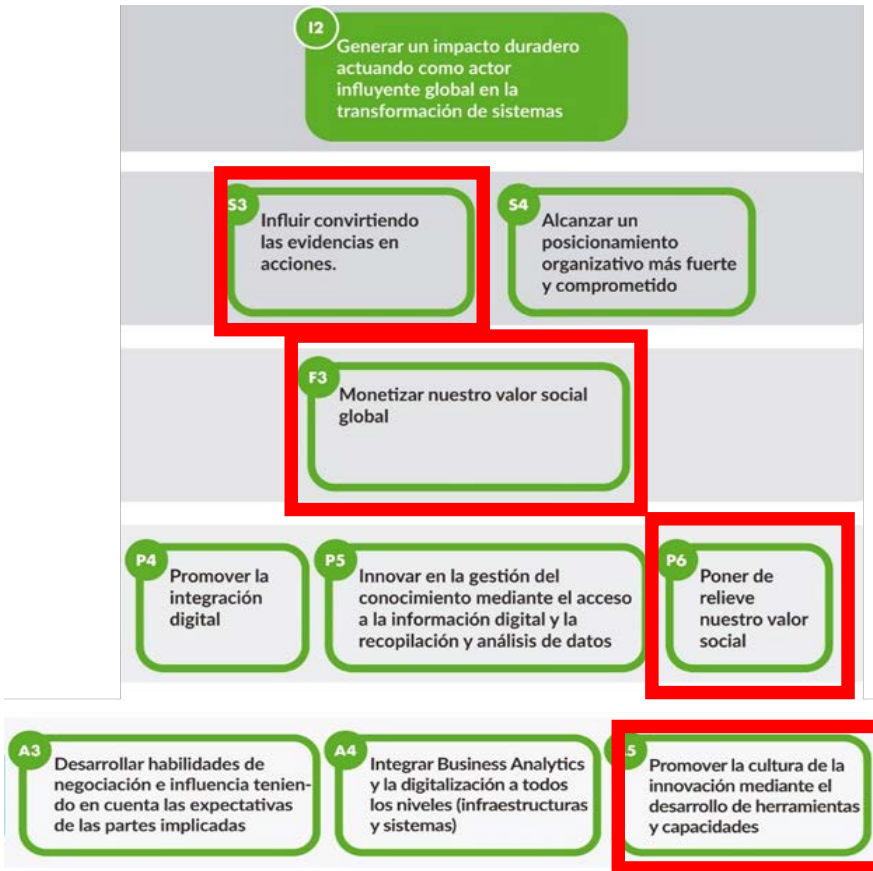 I2
Generar un impacto duradero
actuando como actor
influyente global en la
transformación de sistemas
S3
Influir convirtiendo
las evidencias en
acciones.
S4
Alcanzar un
posicionamiento
organizativo más fuerte
y comprometido
F3
Monetizar nuestro valor social
global
P4
Promover la
integración
digital
P5
Innovar en la gestión del
conocimiento mediante el acceso
a la información digital y la
recopilación y análisis de datos
P6
Poner de
relieve
nuestro valor
social
A3
Desarrollar habilidades de
negociación e influencia tenien-
do en cuenta las expectativas
de las partes implicadas
A4
Integrar Business Analytics
y la digitalización a todos
los niveles (infraestructuras
y sistemas)
5
Promover la cultura de la
innovación mediante el
desarrollo de herramientas
y capacidades